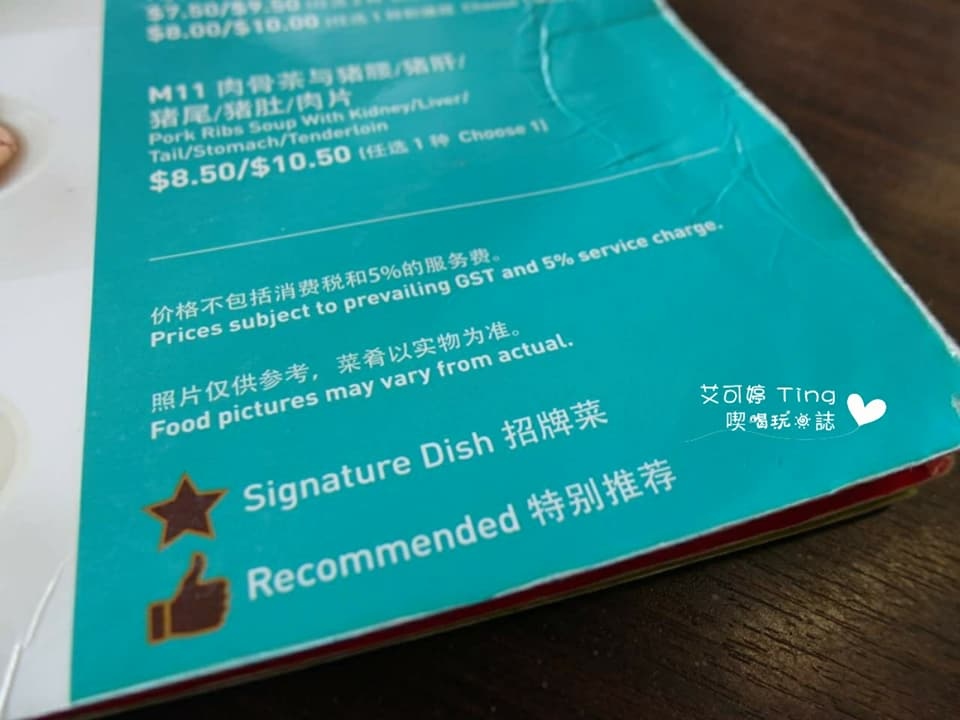 $7.50/$9.50
$8.00/$10.00 Choose
M11 肉骨茶与猪腰/猪肝/
猪尾/猪肚/肉片
Pork Ribs Soup With Kidney/Liver/
Tail/Stomach/Tenderloin
$8.50/$10.50 (任选 1 种 Choose 1)
价格不包括消费税和5%的服务费。
Prices subject to prevailing GST and 5% service charge.
照片仅供参考，菜肴以实物为准。
Food pictures may vary from actual.
Signature Dish 招牌菜
Recommended 特别推荐
艾可婷 Ting
喫喝玩樂誌